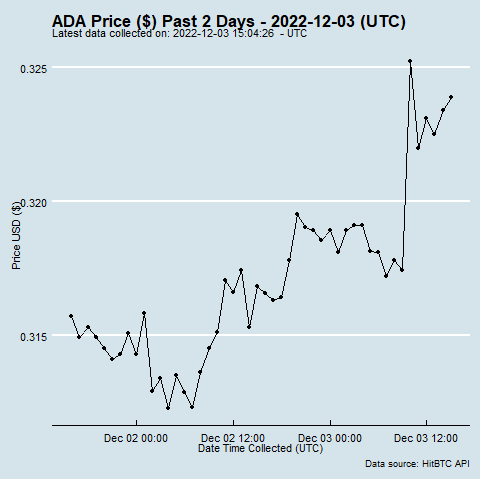 ADA Price ($) Past 2 Days - 2022-12-03 (UTC)
Latest data collected on: 2022-12-03 15:04:26  - UTC
0.325
0.320
0.315
Price USD ($)
Dec 02 00:00 Dec 02 12:00 Dec 03 00:00 Dec 03 12:00
Date Time Collected (UTC)
Data source: HitBTC API